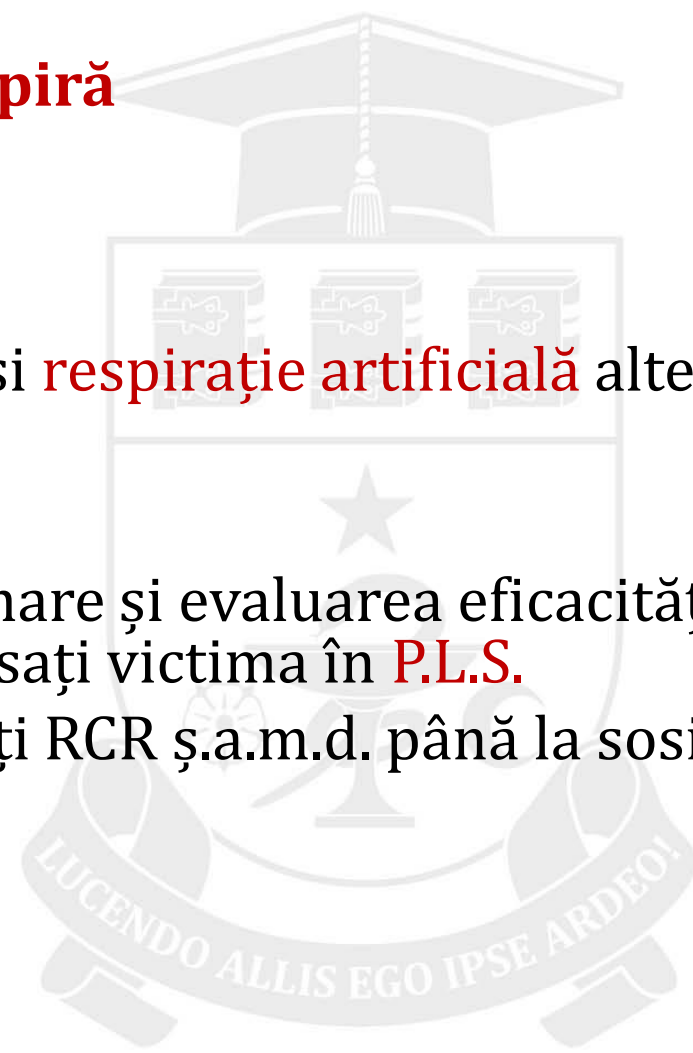 piră
si respirație artificială alte
nare și evaluarea eficacităț
sați victima în P.L.S.
ți RCR ș.a.m.d. până la sosi
LUCENDO ALLIS EGO IPSE ARDEO!